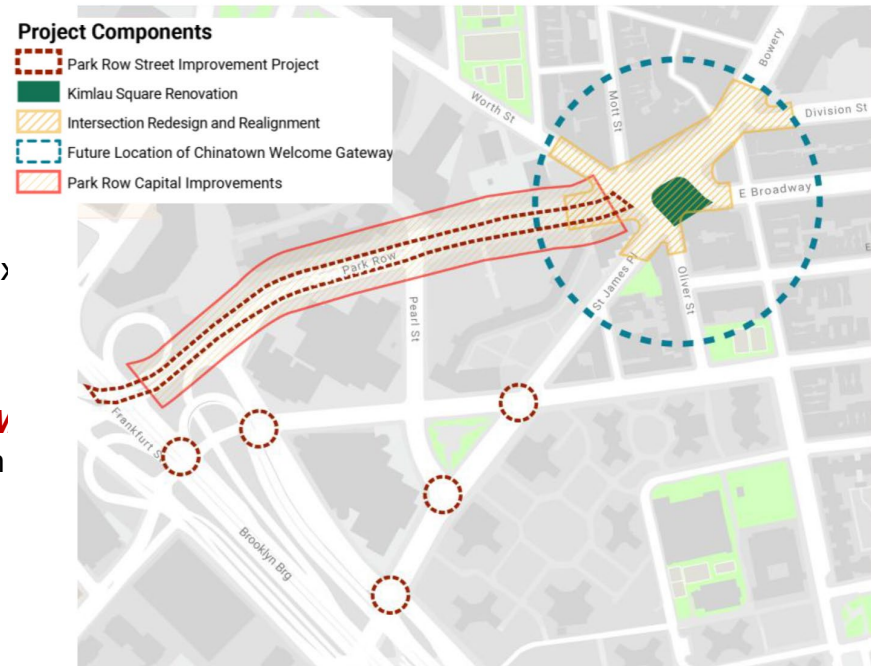 Project Components
Park Row Street Improvement Project
Kimlau Square Renovation
Intersection Redesign and Realignment
Future Location of Chinatown Welcome Gateway
Park Row Capital Improvements
Bowery
Worth St
Mott St
Division St
E Broadway
Park Row
St James Pl
Oliver St
Pearl St
Frankfurt S
Brooklyn Brg